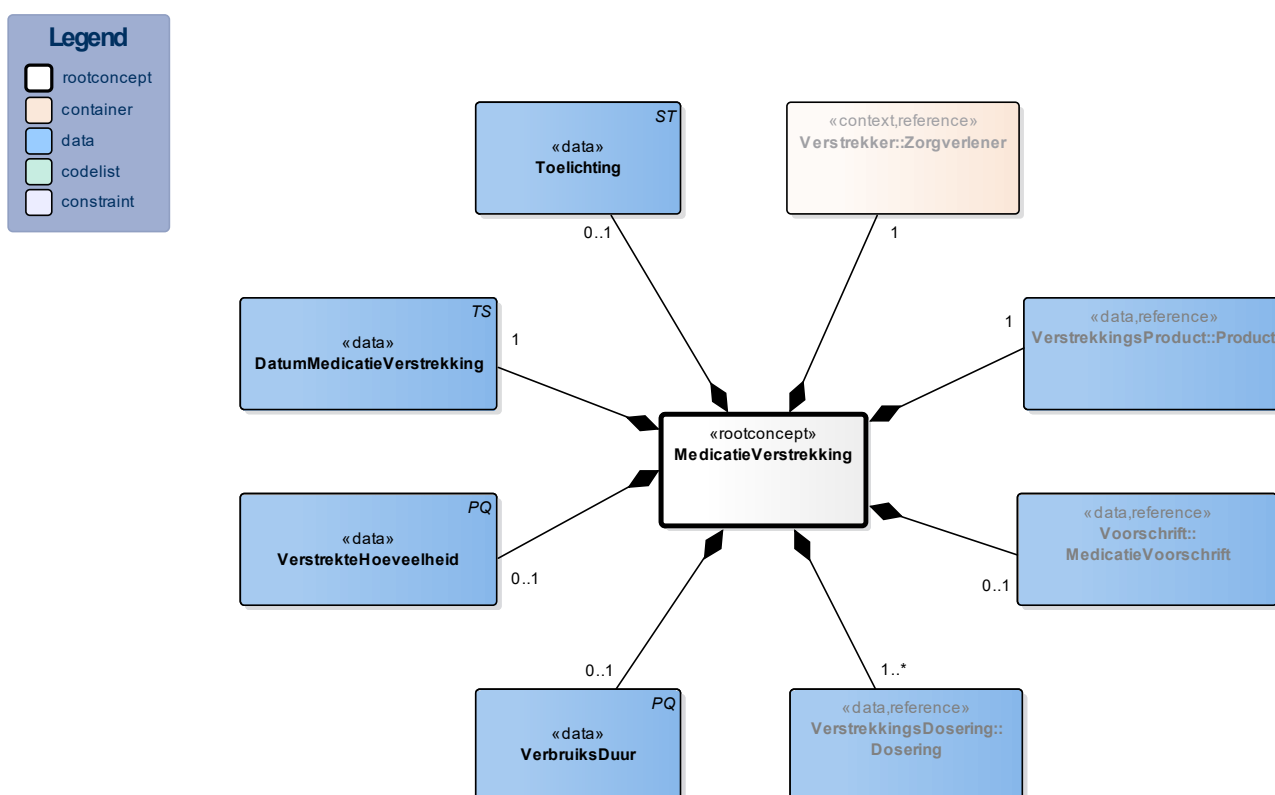 Legend
rootconcept
container
data
codelist
constraint
ST
«data»
Toelichting
0..1
«context,reference»
Verstrekker::Zorgverlener
1
TS
«data»
DatumMedicatieVerstrekking
1
«data,reference»
VerstrekkingsProduct::Product
1
«rootconcept»
MedicatieVerstrekking
PQ
«data»
VerstrekteHoeveelheid
0..1
«data,reference»
Voorschrift::
MedicatieVoorschrift
0..1
0..1
PQ
«data»
VerbruiksDuur
1..*
«data,reference»
VerstrekkingsDosering::
Dosering